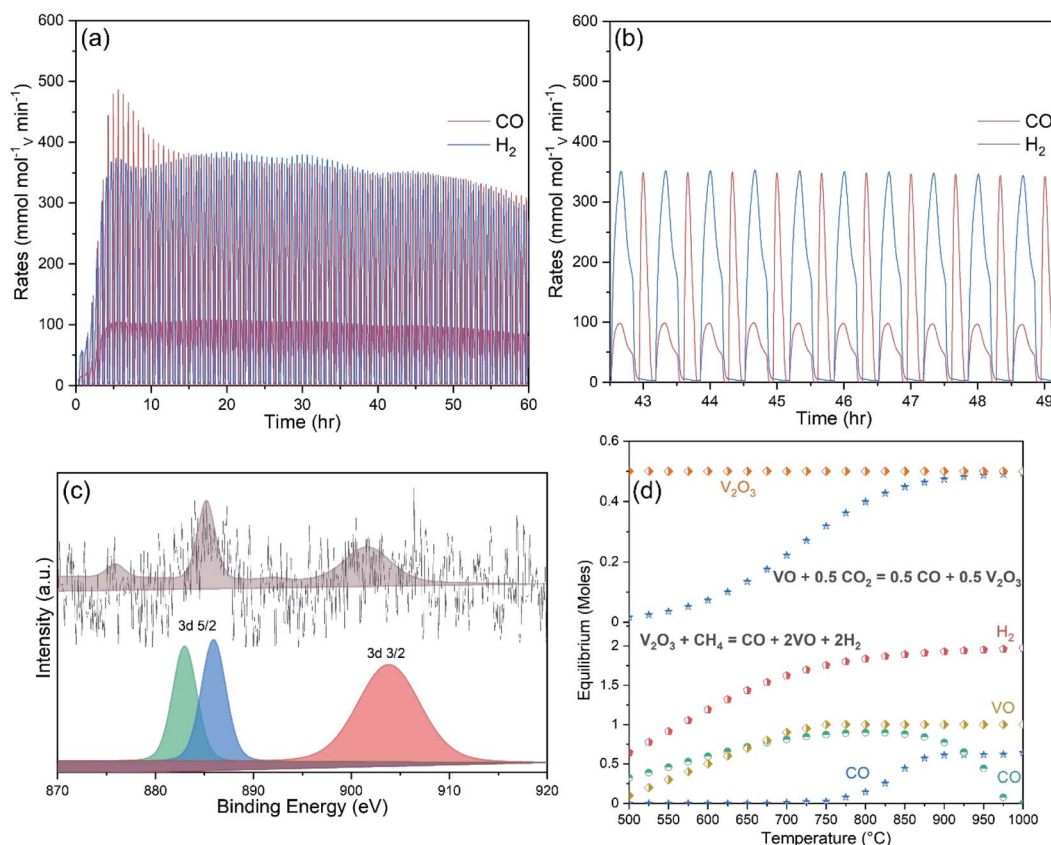 (a)
600
500
400
300
200
100
0
Rates (mmol mol⁻¹V min⁻¹)
CO
H₂
0 10 20 30 40 50 60
Time (hr)
(b)
600
500
400
300
200
100
0
Rates (mmol mol⁻¹V min⁻¹)
CO
H₂
43 44 45 46 47 48 49
Time (hr)
(c)
Intensity (a.u.)
3d 5/2
3d 3/2
870 880 890 900 910 920
Binding Energy (eV)
(d)
0.6
0.4
0.2
0
2
1.5
1
0.5
0
Equilibrium (Moles)
V₂O₃
VO + 0.5 CO₂ = 0.5 CO + 0.5 V₂O₃
V₂O₃ + CH₄ = CO + 2VO + 2H₂
H₂
VO
CO
CO
500 550 600 650 700 750 800 850 900 950 1000
Temperature (°C)